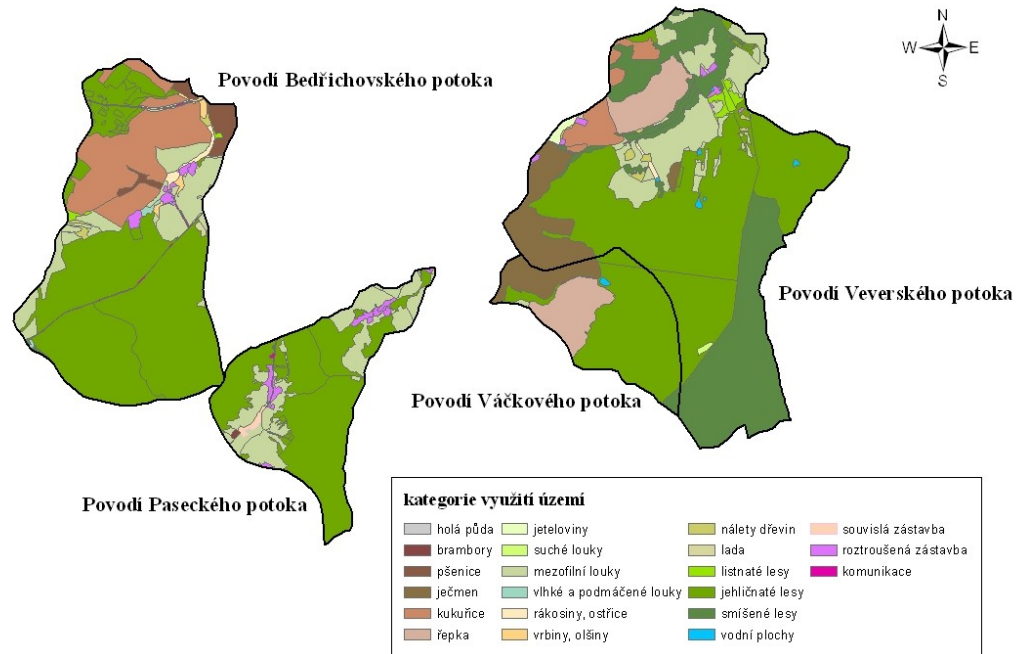 N
W E
S
Povodí Bedřichovského potoka
Povodí Veverského potoka
Povodí Váčkového potoka
Povodí Paseckého potoka
kategorie využití území
holá půda
brambory
pšenice
ječmen
kukuřice
řepka
jeteloviny
suché louky
mezofilní louky
vlhké a podmáčené louky
rákosiny, ostřice
vrbiny, olšiny
nálety dřevin
lada
listnaté lesy
jehličnaté lesy
smíšené lesy
vodní plochy
souvislá zástavba
roztroušená zástavba
komunikace